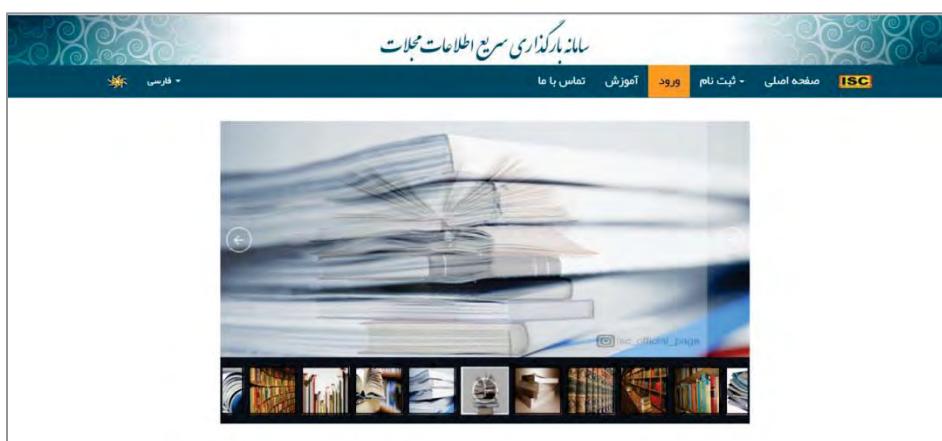 سامانه بارگذاری سریع اطلاعات مجلات
ISC صفحه اصلی ثبت نام ورود آموزش تماس با ما فارسی
isc_official_page